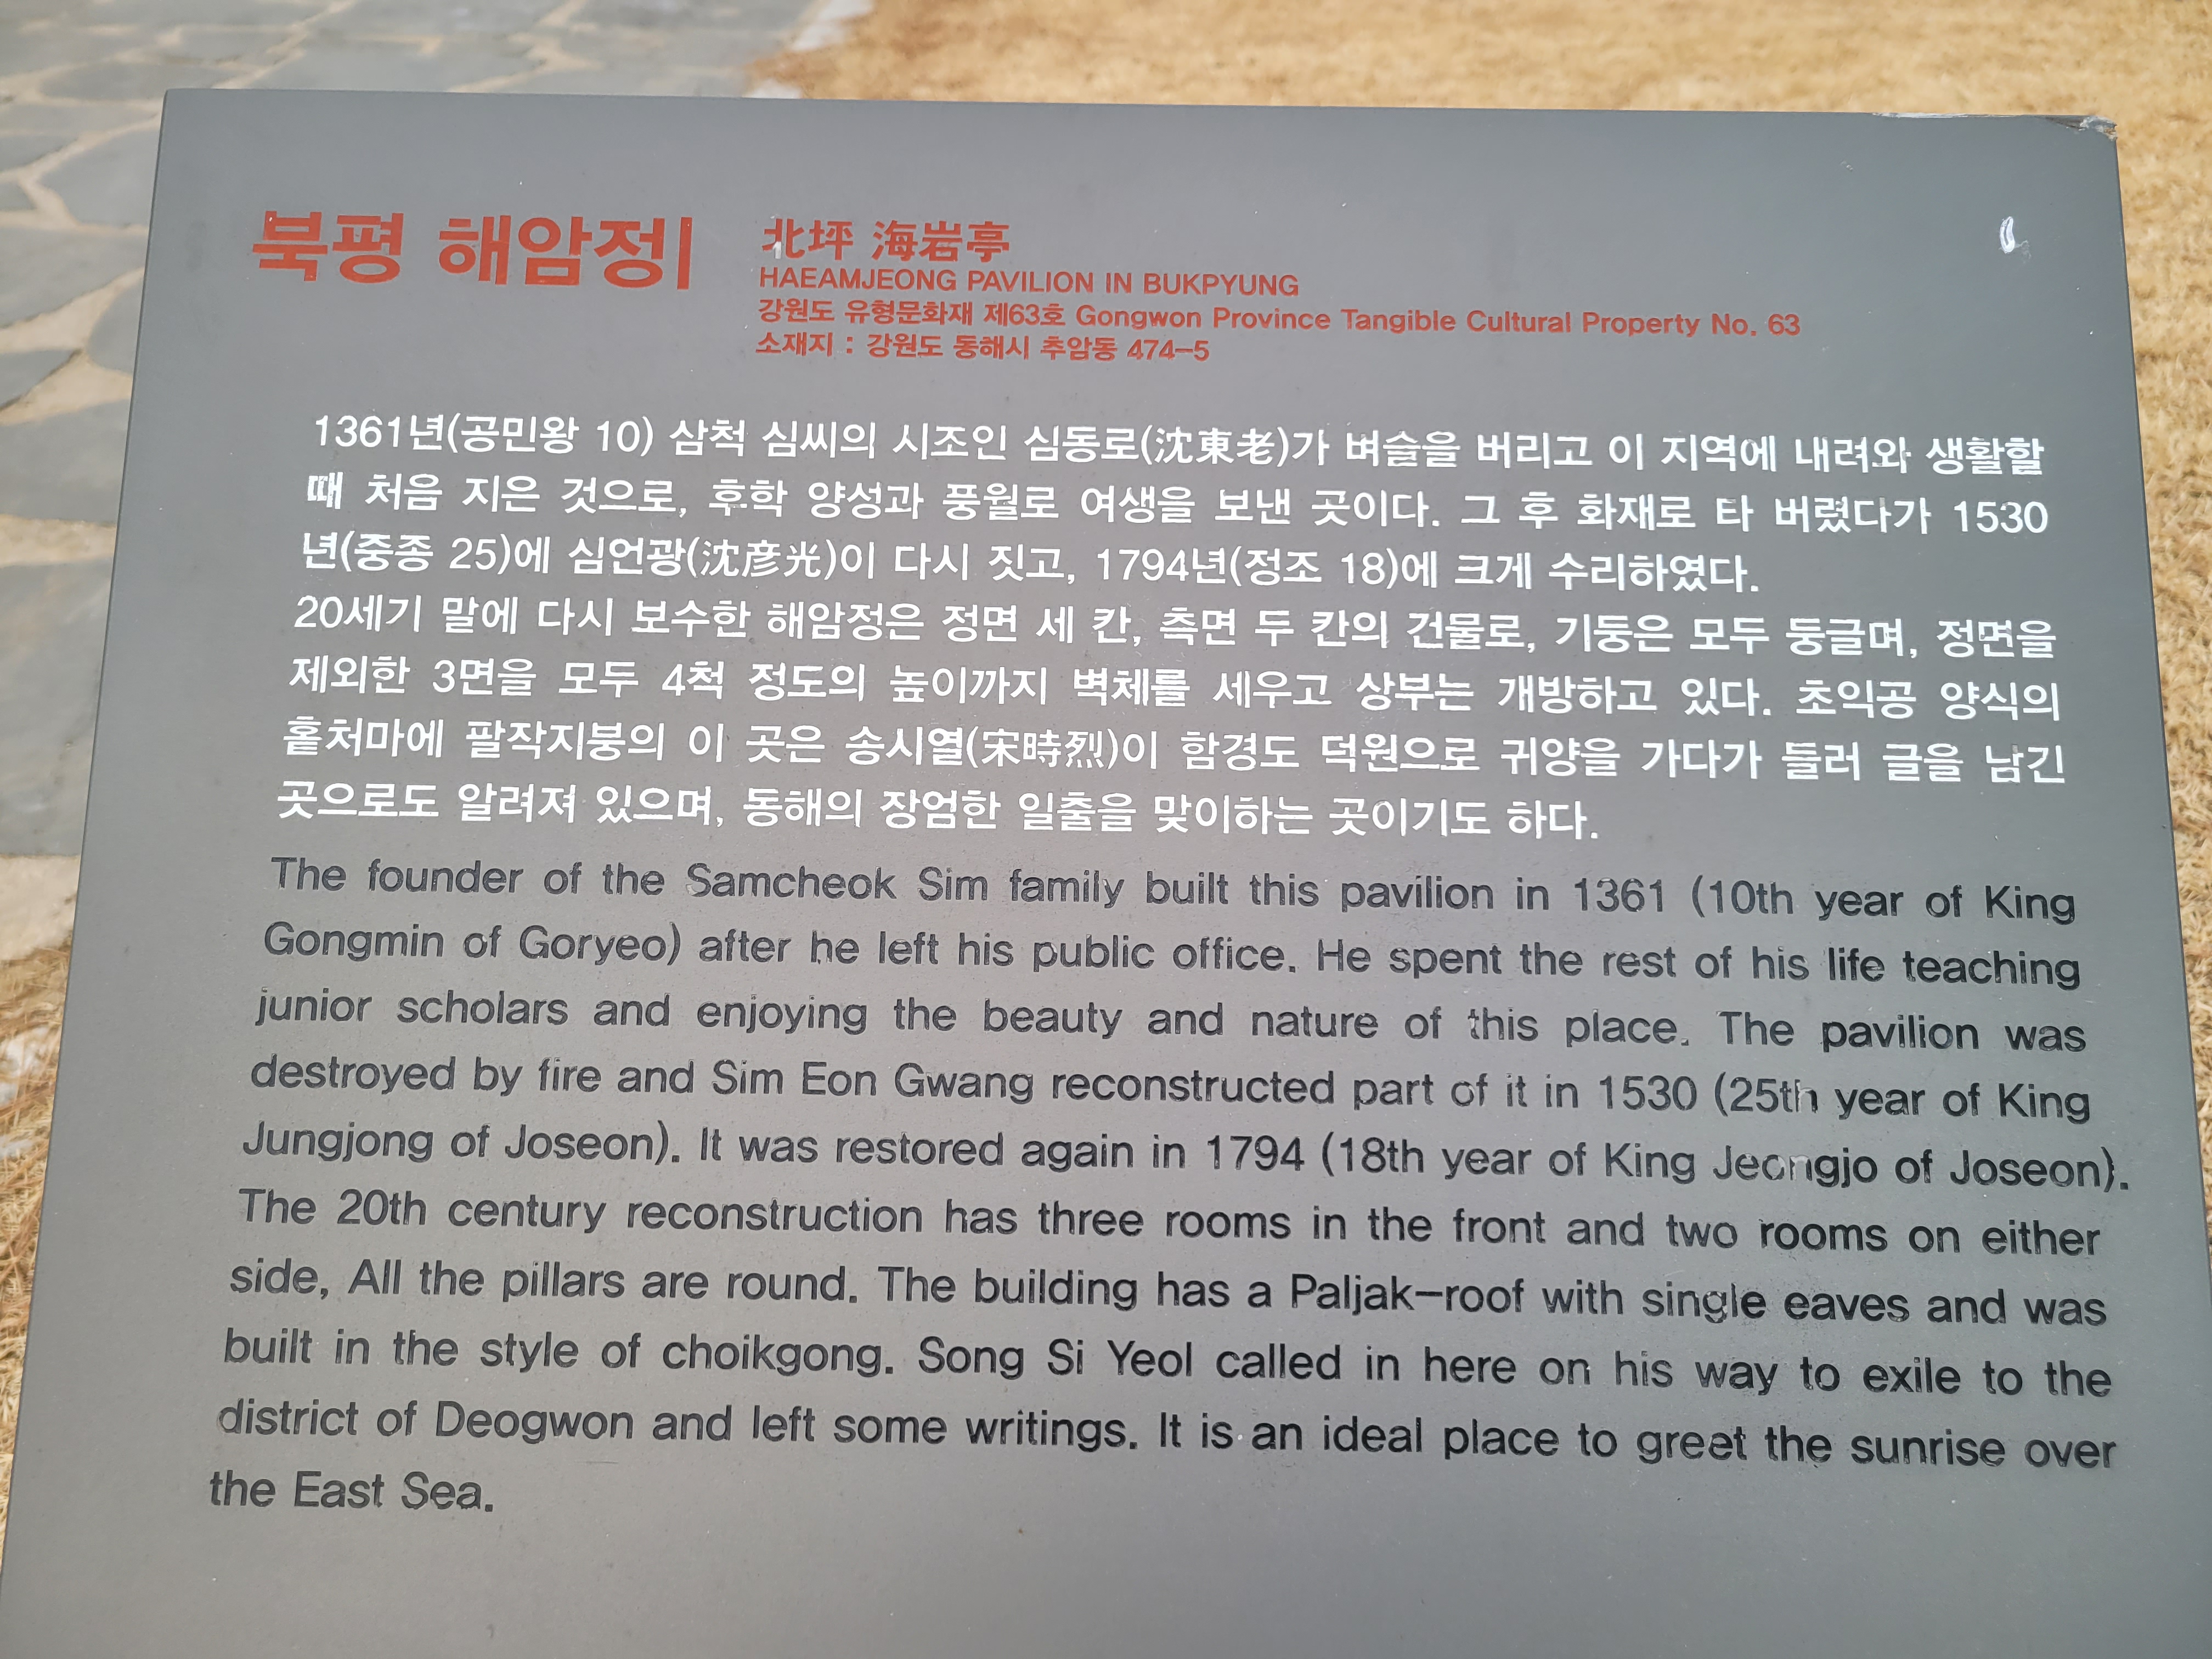 북평 해암정
北坪 海岩亭
HAEAMJEONG PAVILION IN BUKPYUNG
강원도 유형문화재 제63호 Gongwon Province Tangible Cultural Property No. 63
소재지 : 강원도 동해시 추암동 474-5
1361년(공민왕 10) 삼척 심씨의 시조인 심동로(沈東老)가 벼슬을 버리고 이 지역에 내려와 생활할
때 처음 지은 것으로, 후학 양성과 풍월로 여생을 보낸 곳이다. 그 후 화재로 타 버렸다가 1530
년(중종 25)에 심언광(沈彦光)이 다시 짓고, 1794년(정조 18)에 크게 수리하였다.
20세기 말에 다시 보수한 해암정은 정면 세 칸, 측면 두 칸의 건물로, 기둥은 모두 둥글며, 정면을
제외한 3면을 모두 4척 정도의 높이까지 벽체를 세우고 상부는 개방하고 있다. 초익공 양식의
홑처마에 팔작지붕의 이 곳은 송시열(宋時烈)이 함경도 덕원으로 귀양을 가다가 들러 글을 남긴
곳으로도 알려져 있으며, 동해의 장엄한 일출을 맞이하는 곳이기도 하다.
The founder of the Samcheok Sim family built this pavilion in 1361 (10th year of King
Gongmin of Goryeo) after he left his public office. He spent the rest of his life teaching
junior scholars and enjoying the beauty and nature of this place. The pavilion was
destroyed by fire and Sim Eon Gwang reconstructed part of it in 1530 (25th year of King
Jungjong of Joseon). It was restored again in 1794 (18th year of King Jeongjo of Joseon).
The 20th century reconstruction has three rooms in the front and two rooms on either
side, All the pillars are round. The building has a Paljak-roof with single eaves and was
built in the style of choikgong. Song Si Yeol called in here on his way to exile to the
district of Deogwon and left some writings. It is an ideal place to greet the sunrise over
the East Sea.